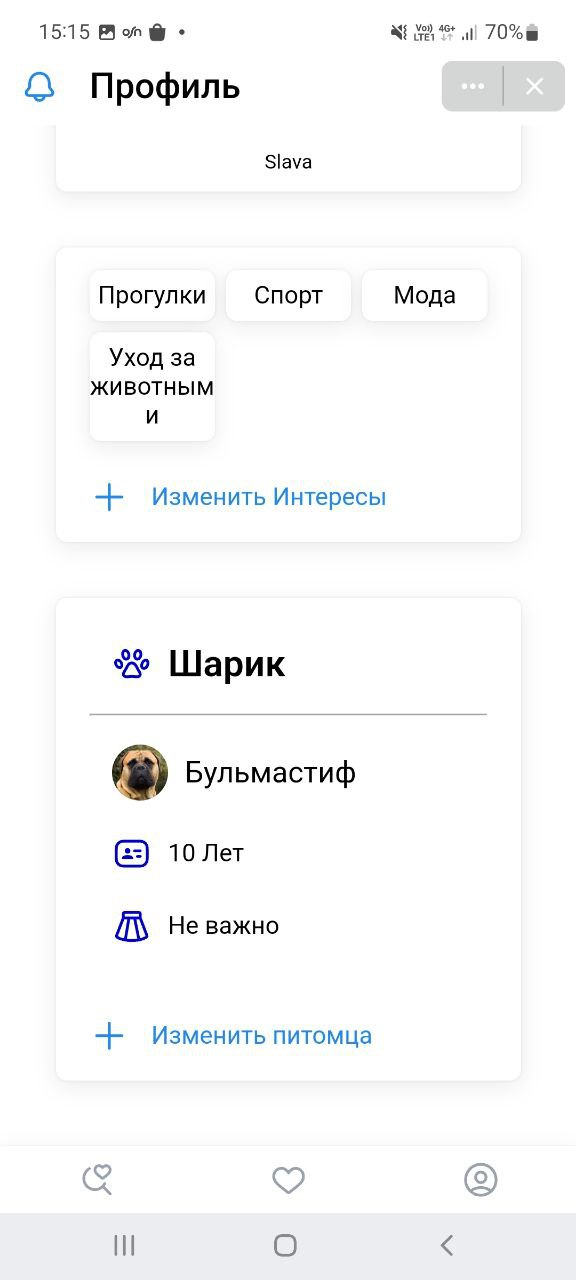 15:15 70%
Vo)) 4G+
LTE1
Профиль
Slava
Прогулки Спорт Мода
Уход за
животным
и
Изменить Интересы
Шарик
Бульмастиф
10 Лет
Не важно
Изменить питомца